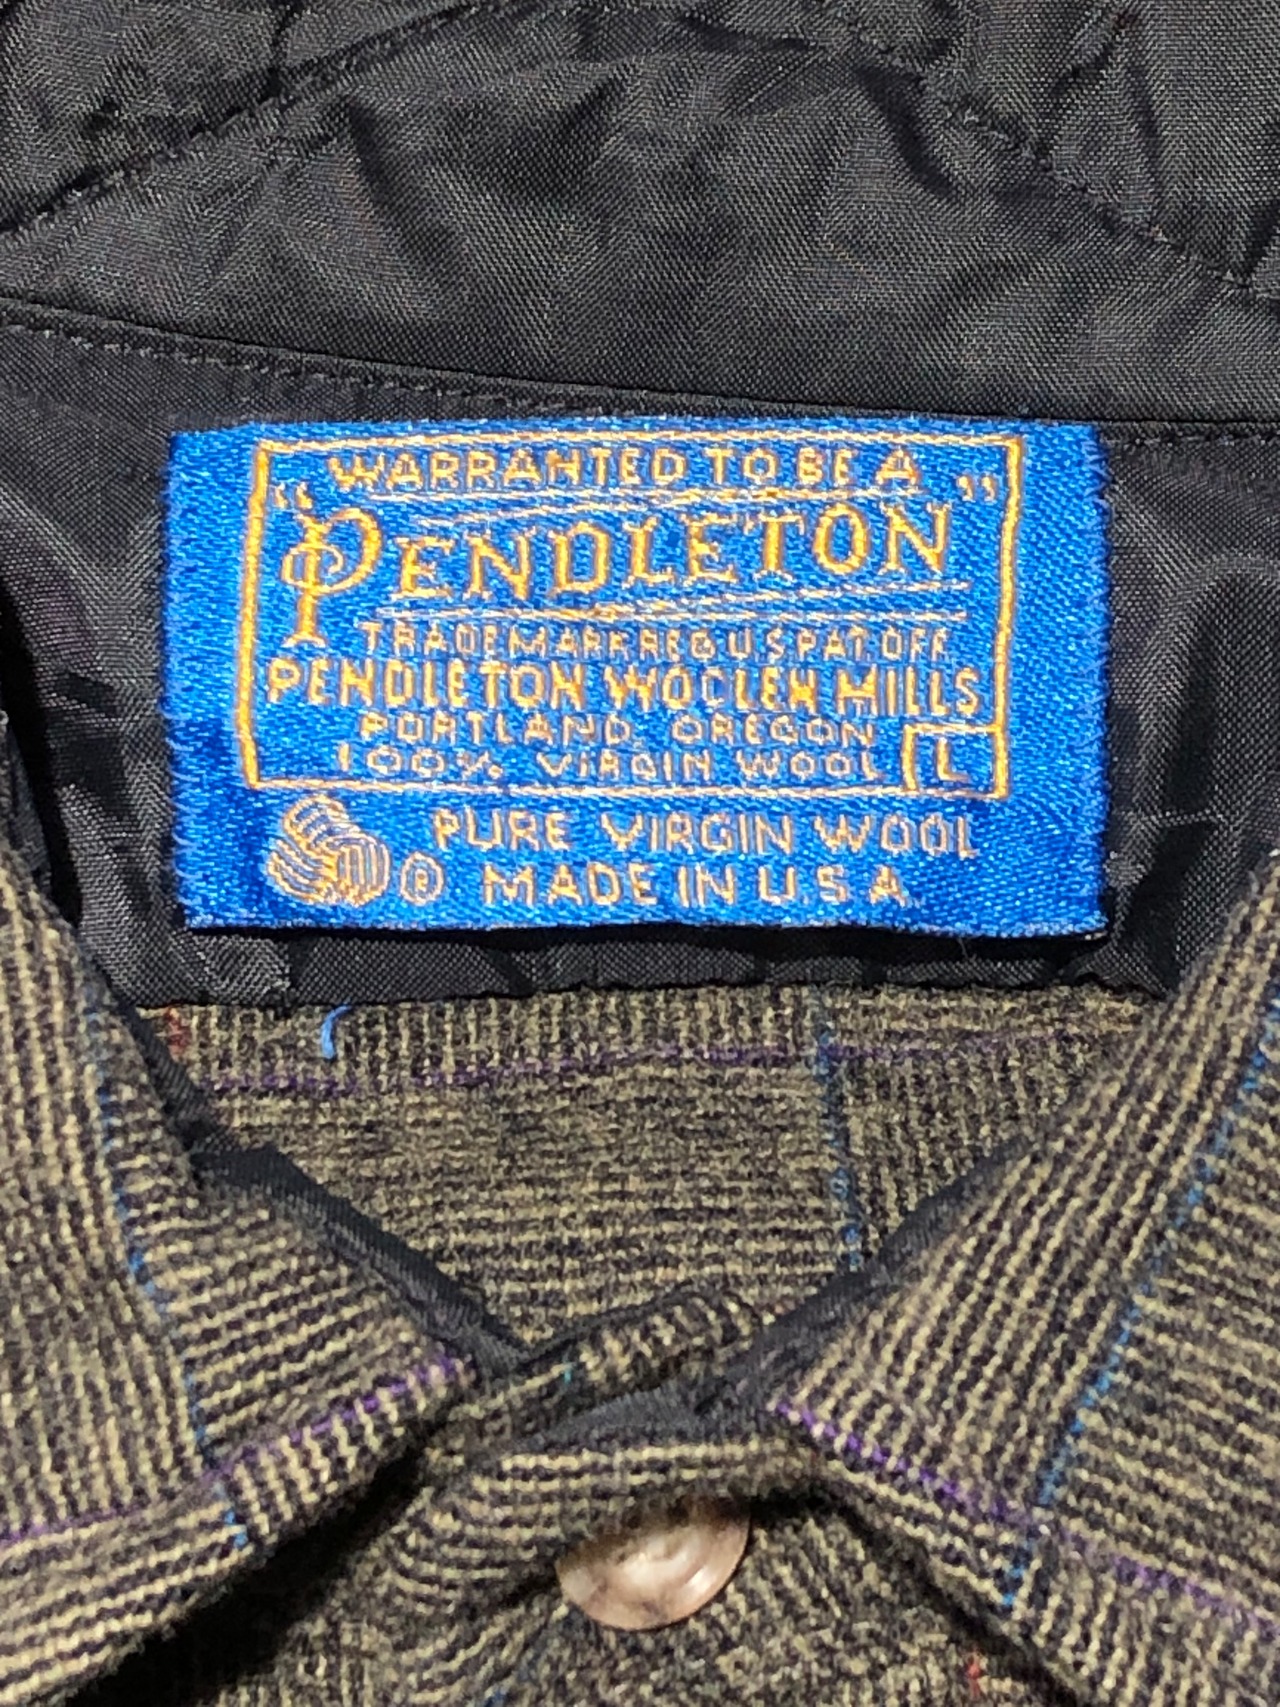 WARRANTED TO BE A
"PENDLETON"
TRADEMARK REG U.S. PAT. OFF.
PENDLETON WOOLEN MILLS
PORTLAND, OREGON
100% VIRGIN WOOL L
PURE VIRGIN WOOL
® MADE IN U.S.A.